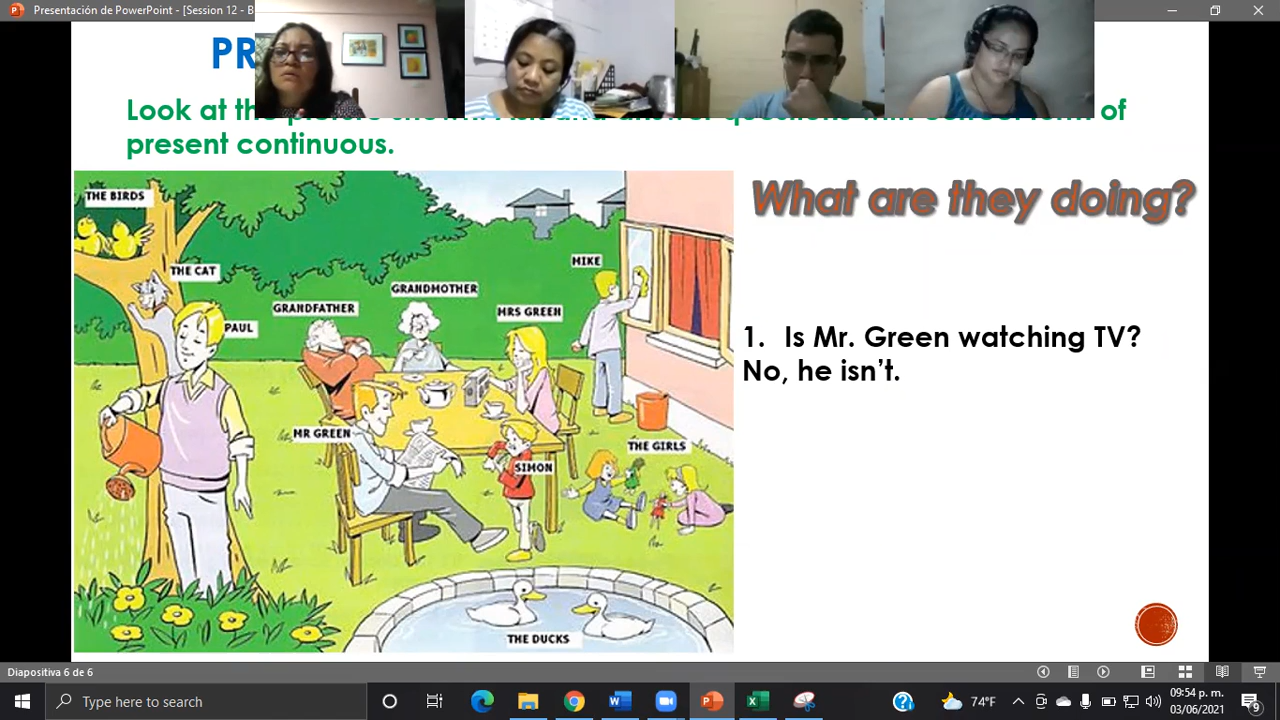 Presentación de PowerPoint - [Session 12 - B
PR
Look at the
of
present continuous.
THE BIRDS
What are they doing?
THE CAT
MIKE
GRANDMOTHER
GRANDFATHER
MRS GREEN
PAUL
1. Is Mr. Green watching TV?
No, he isn't.
MR GREEN
THE GIRLS
SIMON
THE DUCKS
Diapositiva 6 de 6
Type here to search
74°F
09:54 p. m.
03/06/2021
9